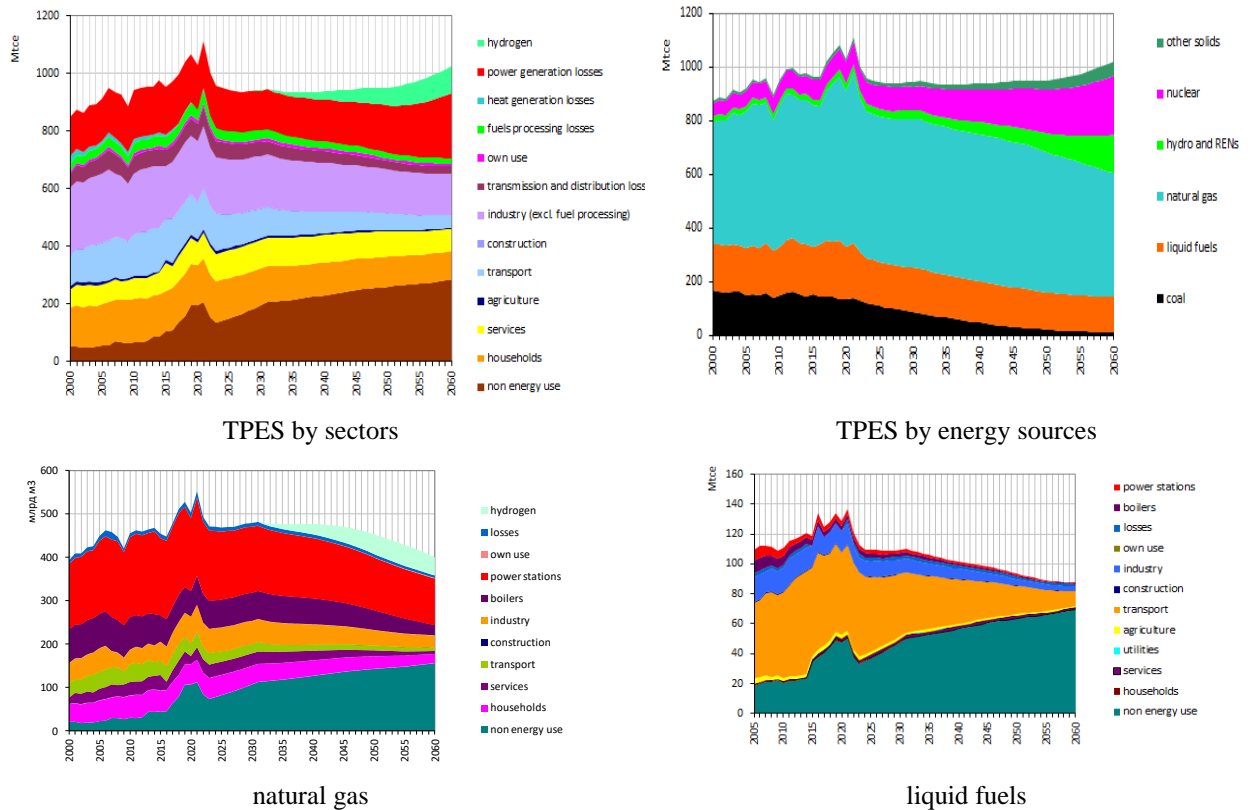 1200
1000
800
600
400
200
0
Mtce
2000
2005
2010
2015
2020
2025
2030
2035
2040
2045
2050
2055
2060
hydrogen
power generation losses
heat generation losses
fuels processing losses
own use
transmission and distribution loss
industry (excl. fuel processing)
construction
transport
agriculture
services
households
non energy use
TPES by sectors
1200
1000
800
600
400
200
0
Mtce
2000
2005
2010
2015
2020
2025
2030
2035
2040
2045
2050
2055
2060
other solids
nuclear
hydro and RENs
natural gas
liquid fuels
coal
TPES by energy sources
600
500
400
300
200
100
0
млрд м3
2000
2005
2010
2015
2020
2025
2030
2035
2040
2045
2050
2055
2060
hydrogen
losses
own use
power stations
boilers
industry
construction
transport
services
households
non energy use
natural gas
160
140
120
100
80
60
40
20
0
Mtce
2005
2010
2015
2020
2025
2030
2035
2040
2045
2050
2055
2060
power stations
boilers
losses
own use
industry
construction
transport
agriculture
utilities
services
households
non energy use
liquid fuels